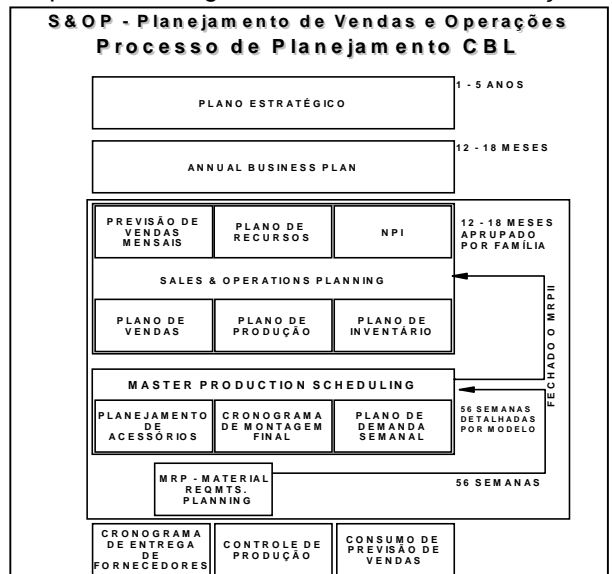 S&OP - Planejamento de Vendas e Operações
Processo de Planejamento CBL
1 - 5 ANOS
PLANO ESTRATÉGICO
12 - 18 MESES
ANNUAL BUSINESS PLAN
PREVISÃO DE
VENDAS
MENSAIS
PLANO DE
RECURSOS
NPI
12 - 18 MESES
APRUPADO
POR FAMÍLIA
SALES & OPERATIONS PLANNING
PLANO DE
VENDAS
PLANO DE
PRODUÇÃO
PLANO DE
INVENTÁRIO
FECHADO O MRPII
MASTER PRODUCTION SCHEDULING
PLANEJAMENTO
DE
ACESSÓRIOS
CRONOGRAMA
DE MONTAGEM
FINAL
PLANO DE
DEMANDA
SEMANAL
56 SEMANAS
DETALHADAS
POR MODELO
MRP - MATERIAL
REQMTS.
PLANNING
56 SEMANAS
CRONOGRAMA
DE ENTREGA
DE
FORNECEDORES
CONTROLE DE
PRODUÇÃO
CONSUMO DE
PREVISÃO DE
VENDAS